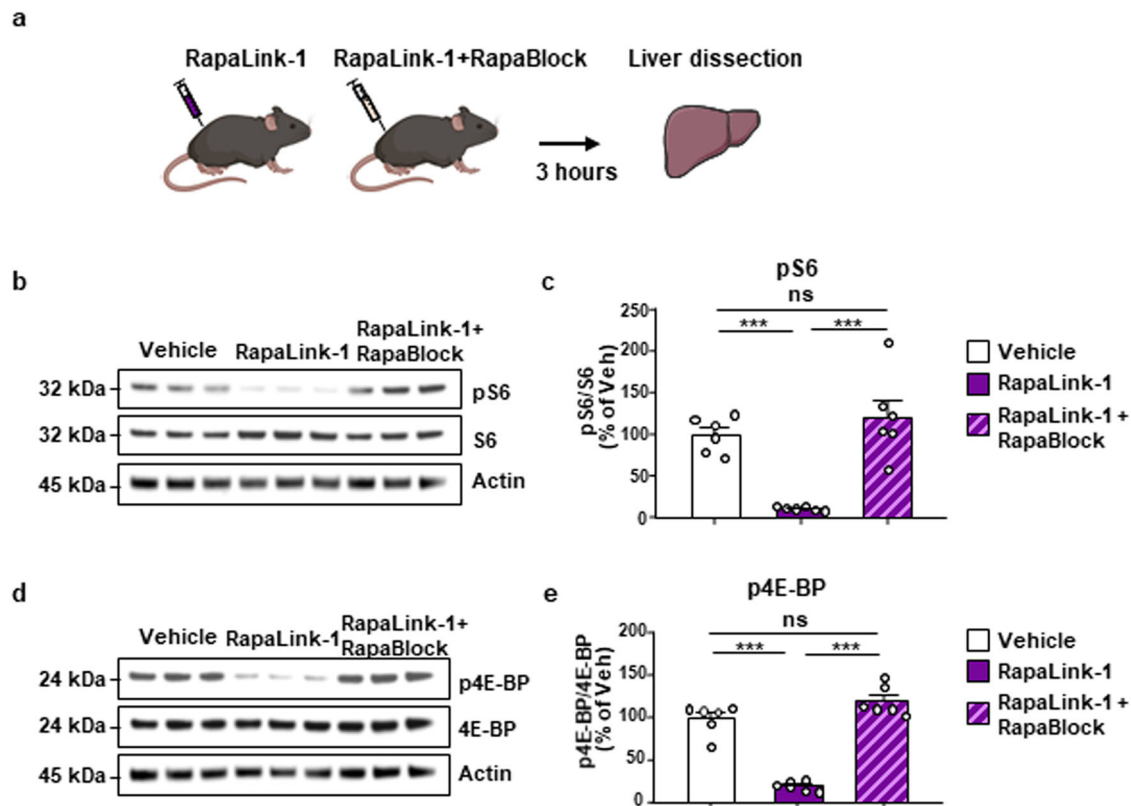 a
RapaLink-1
RapaLink-1+RapaBlock
Liver dissection
3 hours
b
Vehicle
RapaLink-1
RapaLink-1+
RapaBlock
32 kDa
pS6
32 kDa
S6
45 kDa
Actin
c
pS6
ns
***
***
pS6/S6
(% of Veh)
250
200
150
100
50
0
Vehicle
RapaLink-1
RapaLink-1 +
RapaBlock
d
Vehicle
RapaLink-1
RapaLink-1+
RapaBlock
24 kDa
p4E-BP
24 kDa
4E-BP
45 kDa
Actin
e
p4E-BP
ns
***
***
p4E-BP/4E-BP
(% of Veh)
200
150
100
50
0
Vehicle
RapaLink-1
RapaLink-1 +
RapaBlock